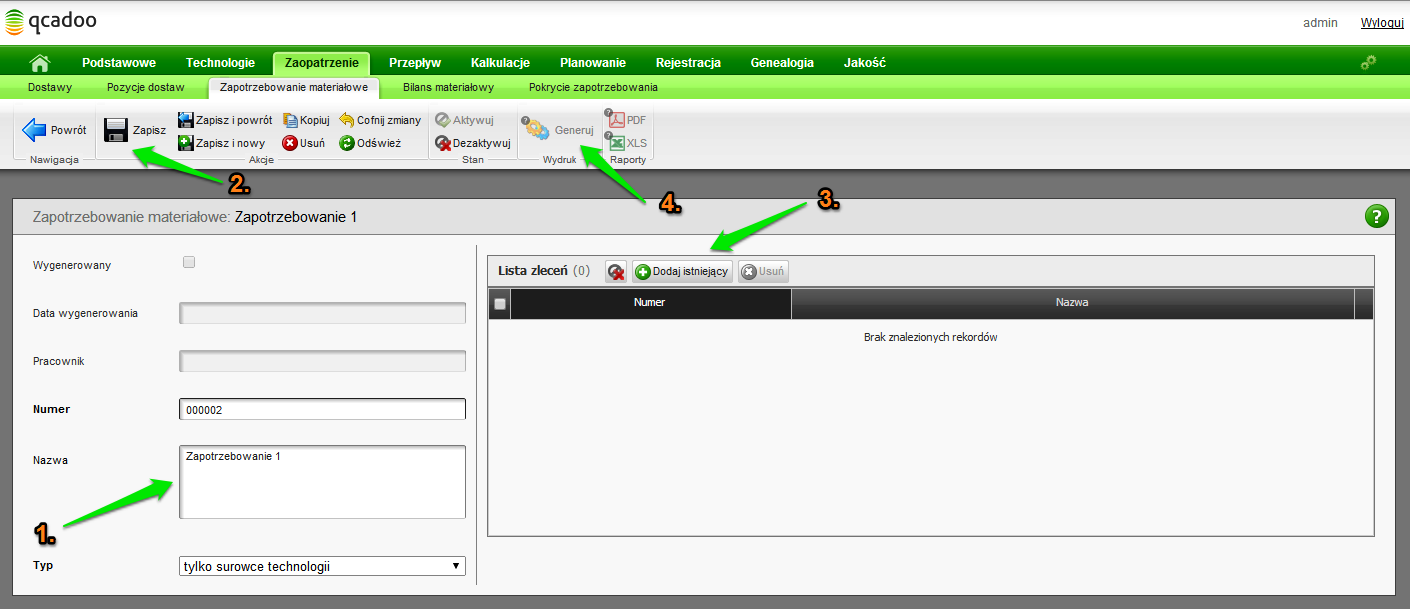 qcadoo
admin Wyloguj
Podstawowe Technologie Zaopatrzenie Przepływ Kalkulacje Planowanie Rejestracja Genealogia Jakość
Dostawy Pozycje dostaw Zapotrzebowanie materiałowe Bilans materiałowy Pokrycie zapotrzebowania
Powrót
Nawigacja
Zapisz
Zapisz i powrót Kopiuj Cofnij zmiany
Zapisz i nowy Usuń Odśwież
Akcje
Aktywuj
Dezaktywuj
Stan
? Generuj
Wydruk
? PDF
? XLS
Raporty
2.
4.
3.
Zapotrzebowanie materiałowe: Zapotrzebowanie 1
?
Wygenerowany
Data wygenerowania
Pracownik
Numer 000002
Nazwa Zapotrzebowanie 1
1.
Typ tylko surowce technologii
Lista zleceń (0) Dodaj istniejący Usuń
Numer Nazwa
Brak znalezionych rekordów